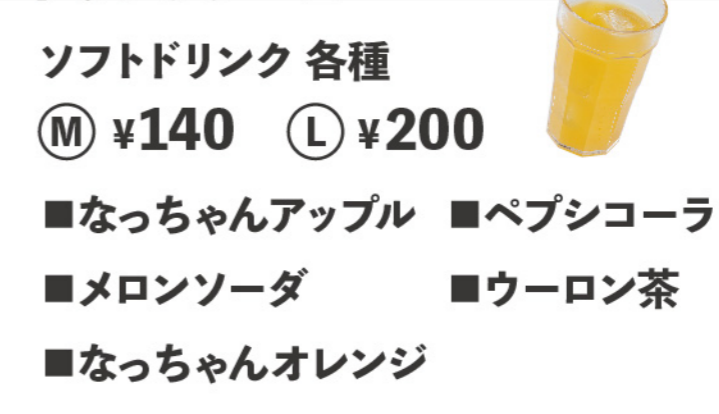 ソフトドリンク 各種
Ⓜ ¥140 Ⓛ ¥200
■なっちゃんアップル ■ペプシコーラ
■メロンソーダ ■ウーロン茶
■なっちゃんオレンジ